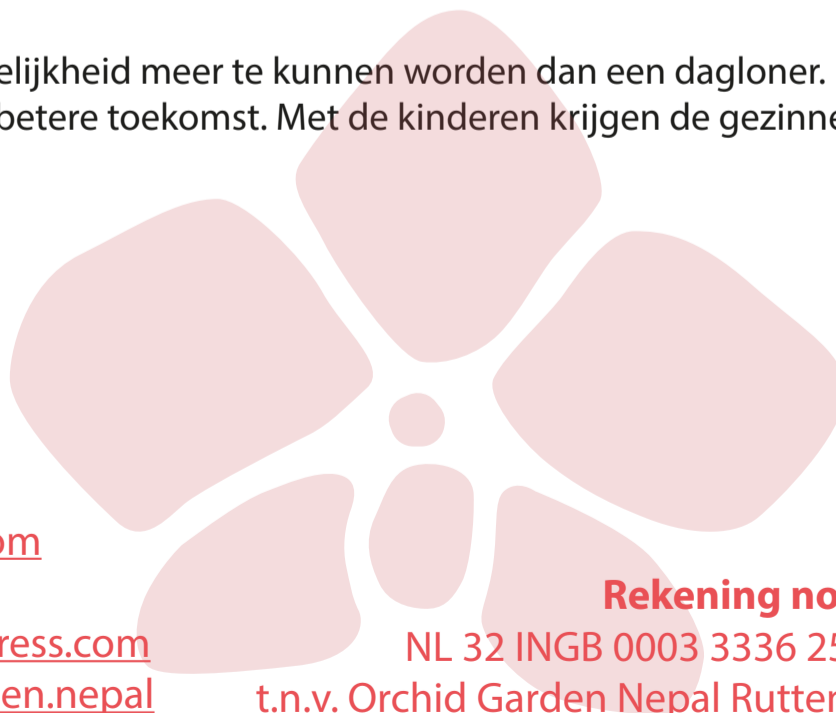 elijkheid meer te kunnen worden dan een dagloner.
betere toekomst. Met de kinderen krijgen de gezinne
om
ress.com
en.nepal
Rekening no
NL 32 INGB 0003 3336 25
t.n.v. Orchid Garden Nepal Rutter